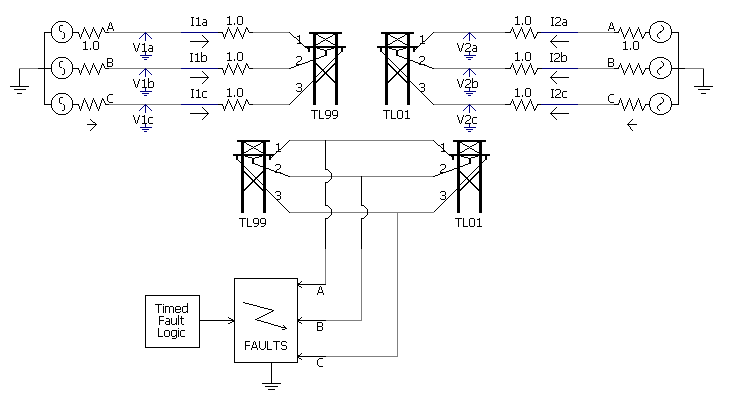 A I1a 1.0 1.0 I2a A
1.0 V1a 1 1 V2a 1.0
B I1b 1.0 1.0 I2b B
V1b 2 2 V2b
C I1c 1.0 1.0 I2c C
V1c 3 3 V2c
TL99 TL01
1 1
2 2
3 3
TL99 TL01
A
Timed
Fault
Logic
B
FAULTS
C